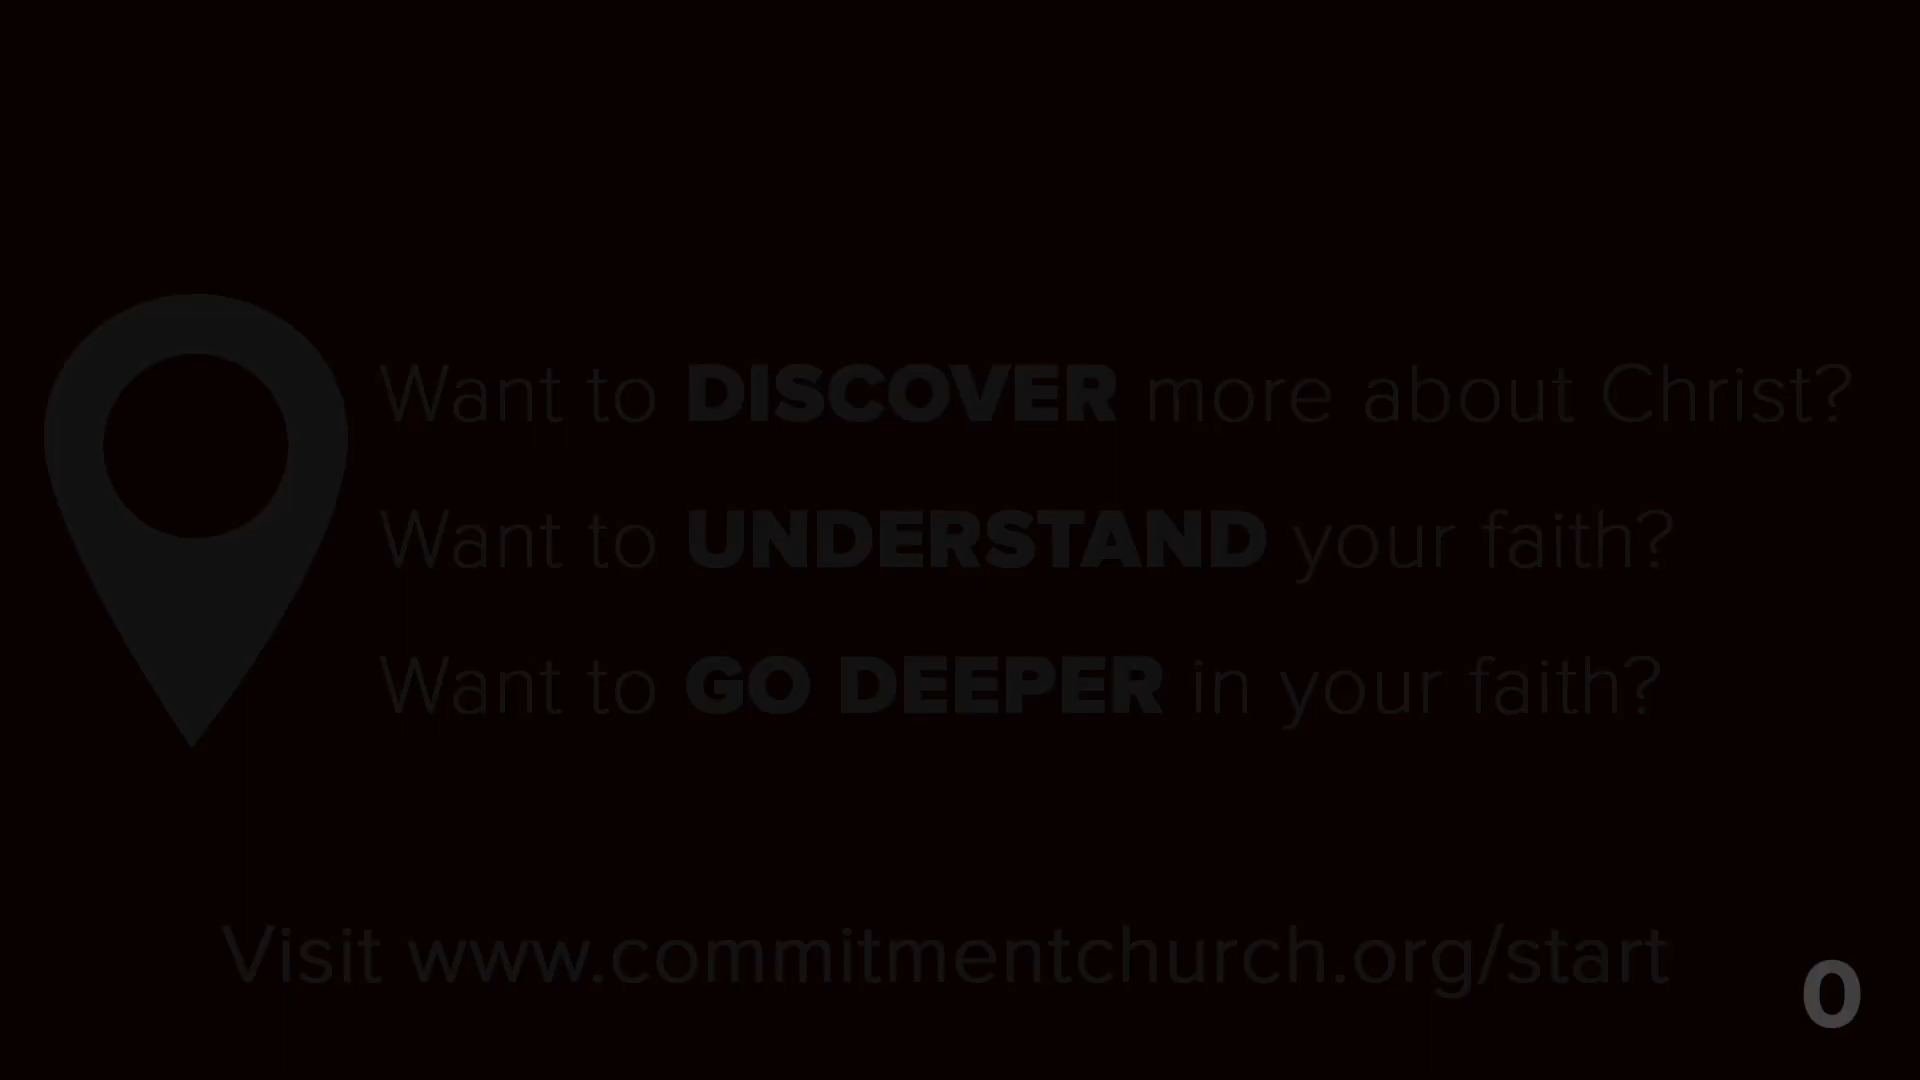 Want to DISCOVER more about Christ?
Want to UNDERSTAND your faith?
Want to GO DEEPER in your faith?
Visit www.commitmentchurch.org/start
0